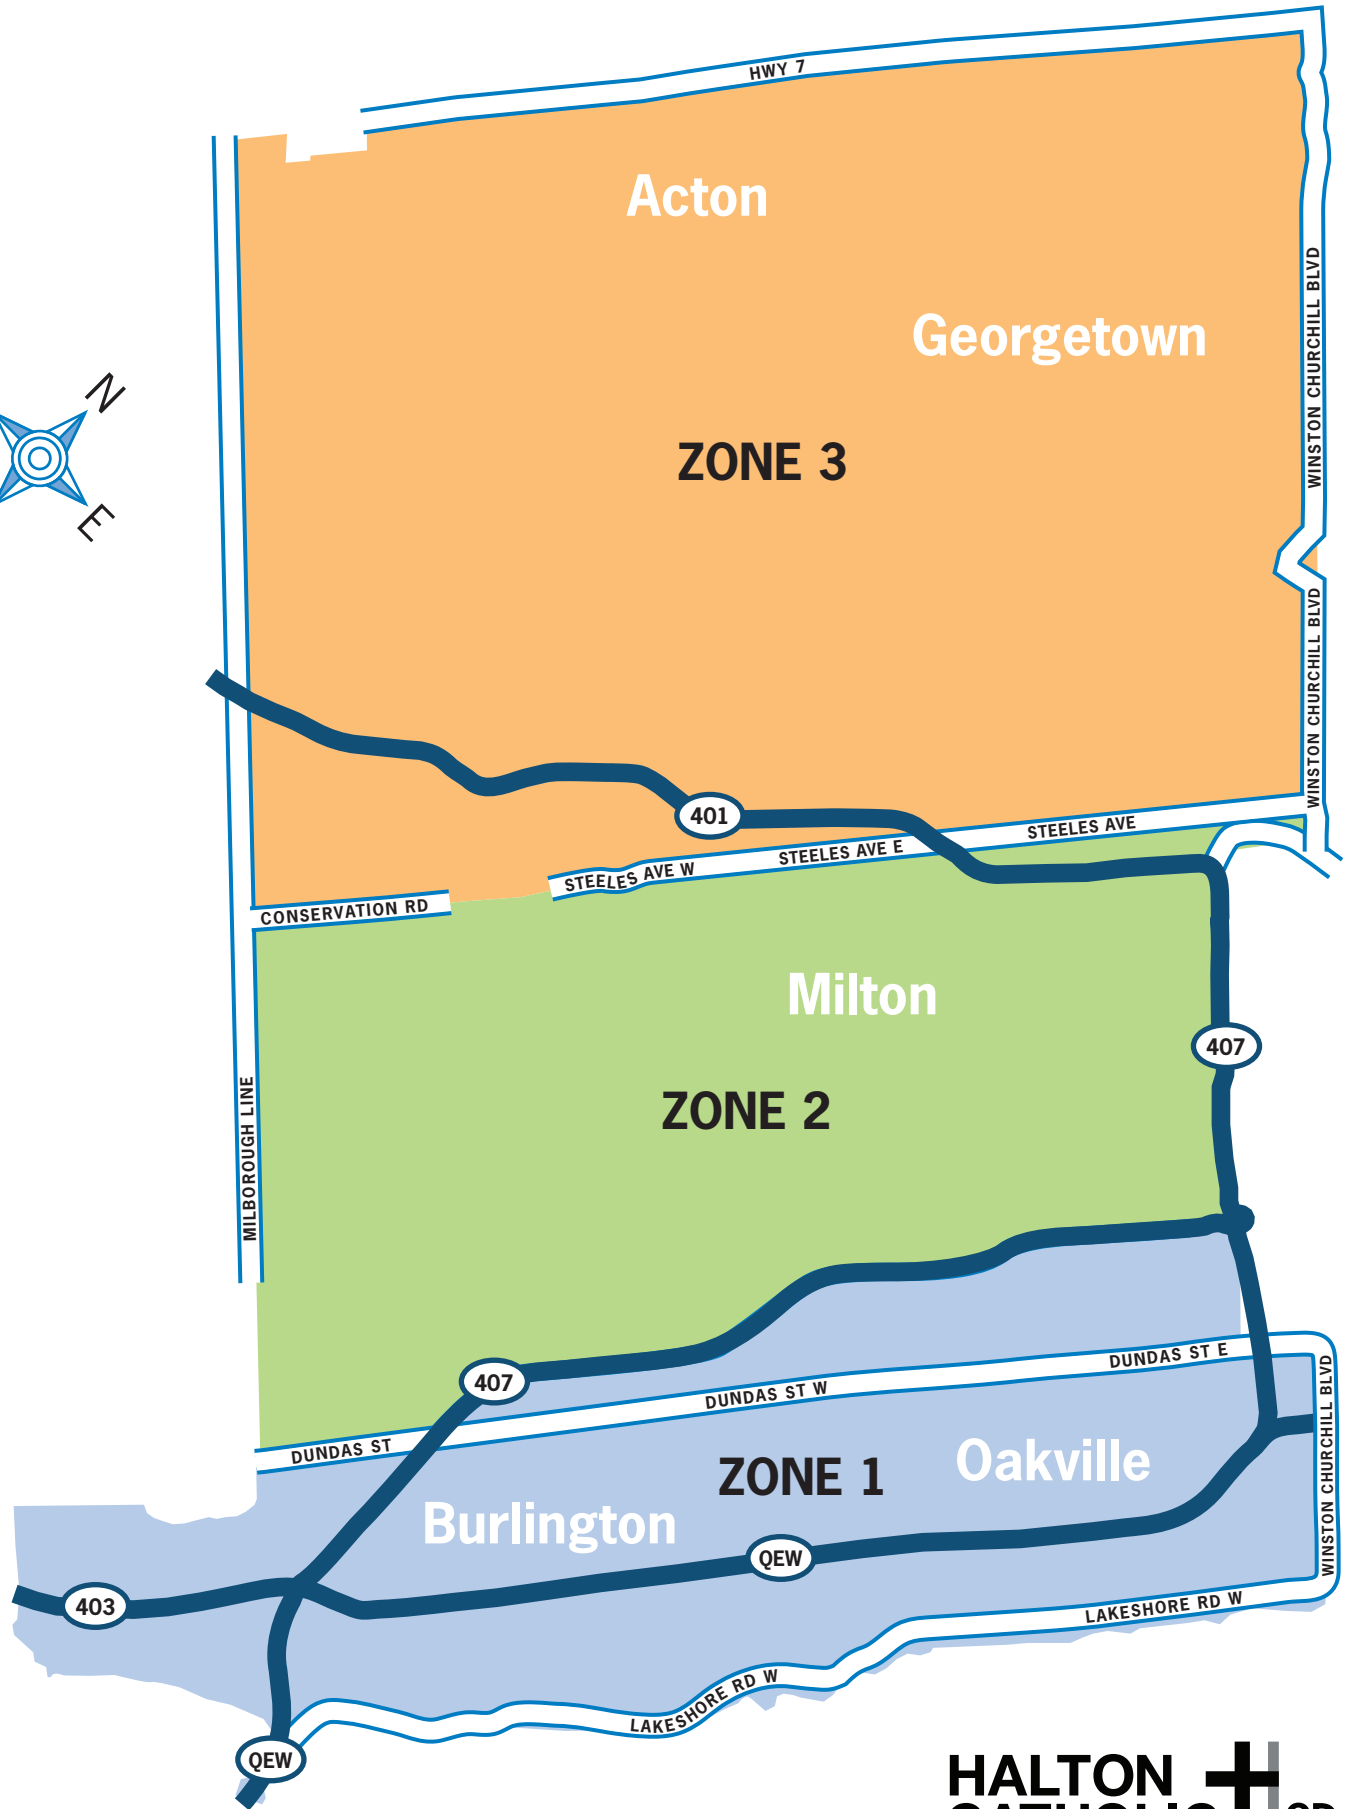 HWY 7
Acton
WINSTON CHURCHILL BLVD
Georgetown
N
ZONE 3
E
WINSTON CHURCHILL BLVD
401
STEELES AVE
STEELES AVE E
STEELES AVE W
CONSERVATION RD
Milton
407
ZONE 2
MILBOROUGH LINE
DUNDAS ST E
407
DUNDAS ST W
WINSTON CHURCHILL BLVD
DUNDAS ST
Oakville
ZONE 1
Burlington
QEW
403
LAKESHORE RD W
LAKESHORE RD W
QEW
HALTON